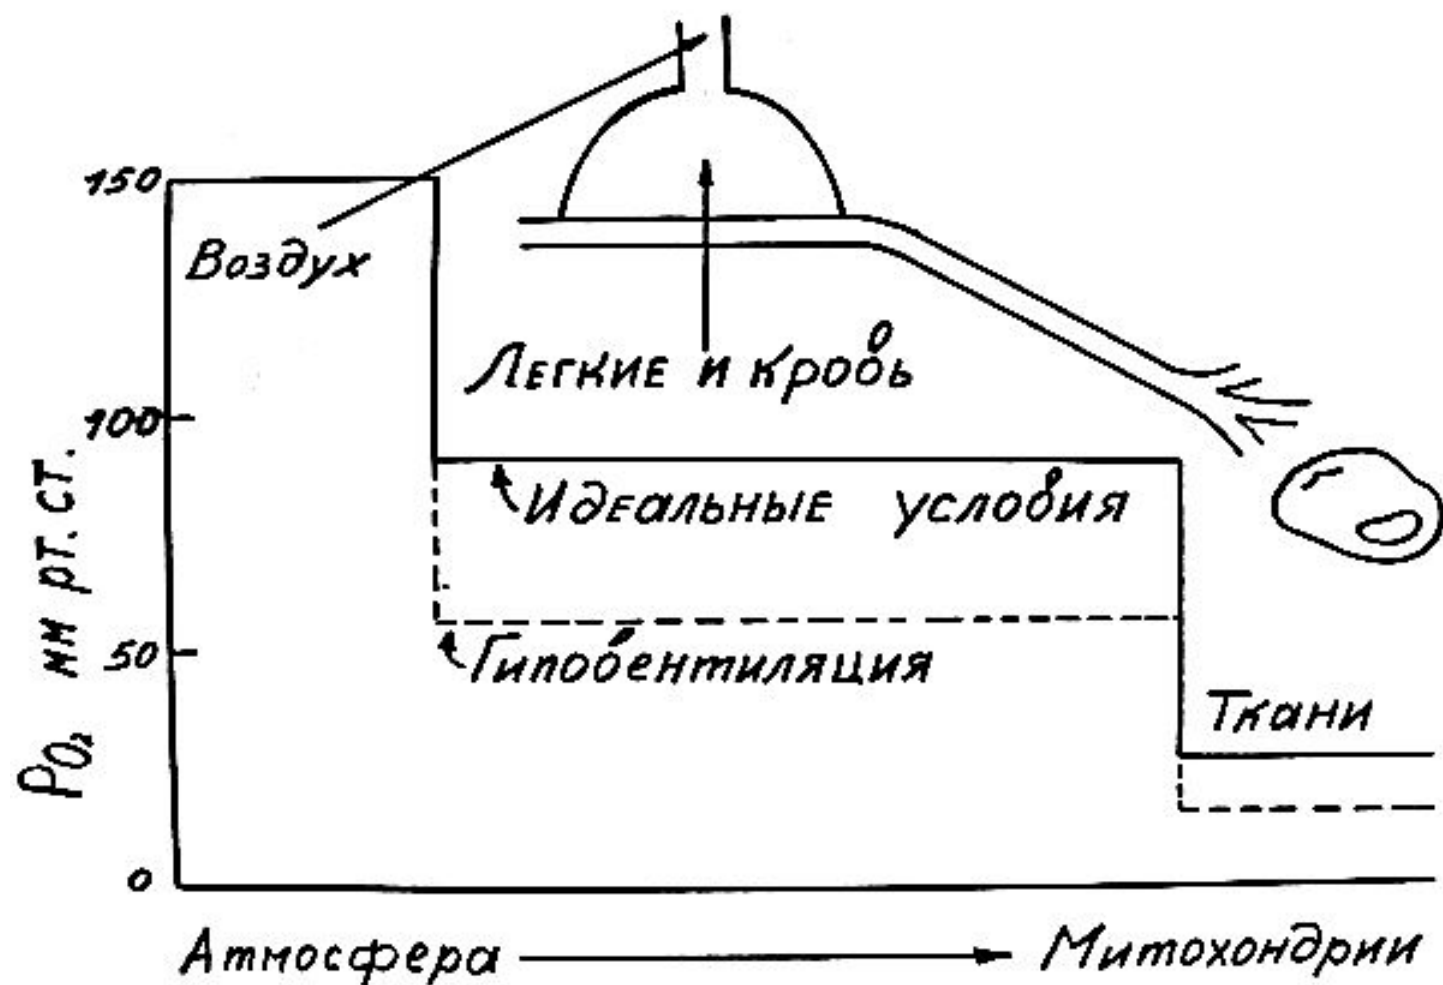 150
Воздух
Легкие и кровь
100
Идеальные условия
50
Гиповентиляция
Ткани
PO₂ мм рт. ст.
0
Атмосфера
Митохондрии